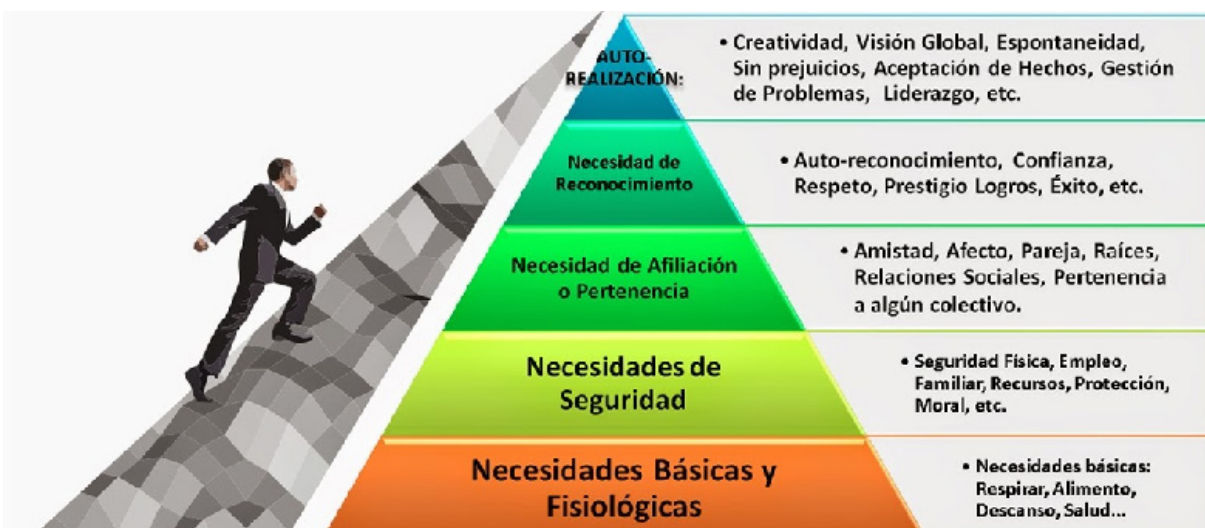 AUTO-
REALIZACIÓN:
• Creatividad, Visión Global, Espontaneidad,
Sin prejuicios, Aceptación de Hechos, Gestión
de Problemas, Liderazgo, etc.
Necesidad de
Reconocimiento
• Auto-reconocimiento, Confianza,
Respeto, Prestigio Logros, Éxito, etc.
Necesidad de Afiliación
o Pertenencia
• Amistad, Afecto, Pareja, Raíces,
Relaciones Sociales, Pertenencia
a algún colectivo.
Necesidades de
Seguridad
• Seguridad Física, Empleo,
Familiar, Recursos, Protección,
Moral, etc.
Necesidades Básicas y
Fisiológicas
• Necesidades básicas:
Respirar, Alimento,
Descanso, Salud...